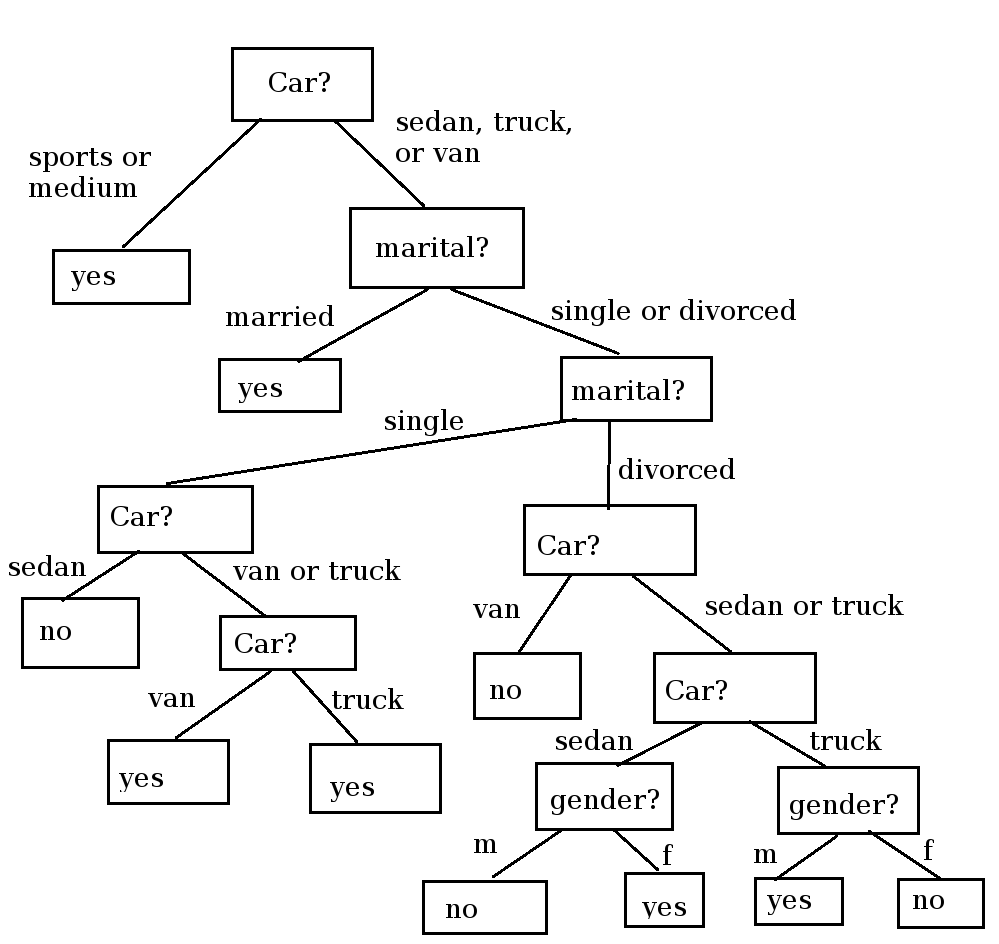 Car?
sedan, truck,
or van
sports or
medium
marital?
yes
married
single or divorced
yes
marital?
single
divorced
Car?
Car?
sedan
van or truck
van
sedan or truck
no
Car?
no
Car?
van
truck
sedan
truck
yes
yes
gender?
gender?
m
f
m
f
no
yes
yes
no